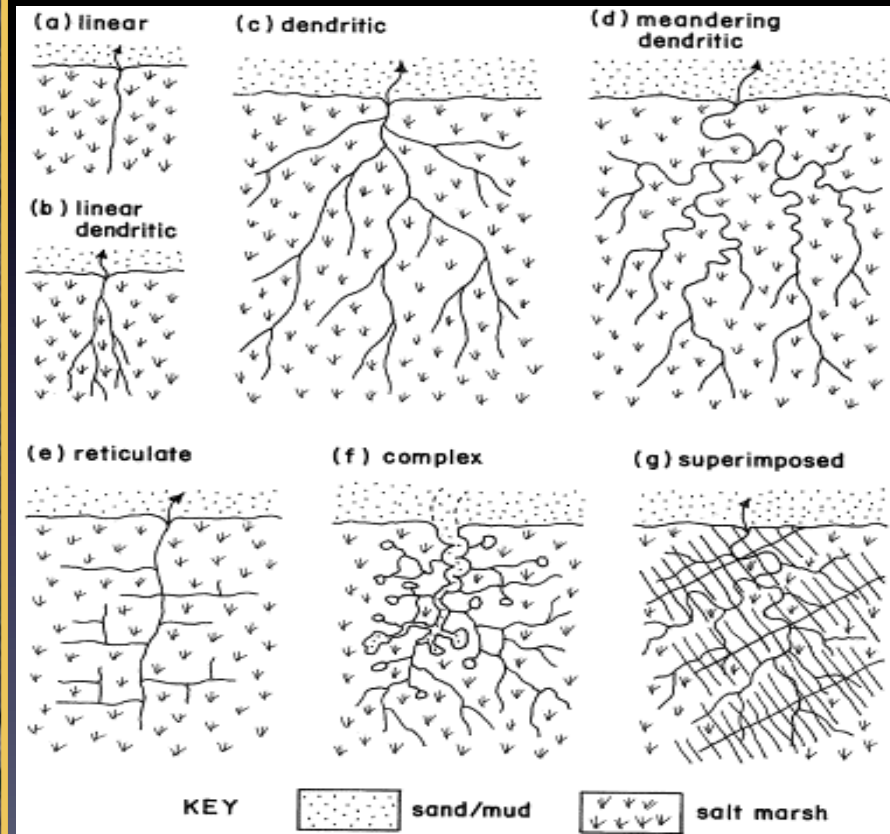 (a) linear
(b) linear
dendritic
(c) dendritic
(d) meandering
dendritic
(e) reticulate
(f) complex
(g) superimposed
KEY
sand/mud
salt marsh